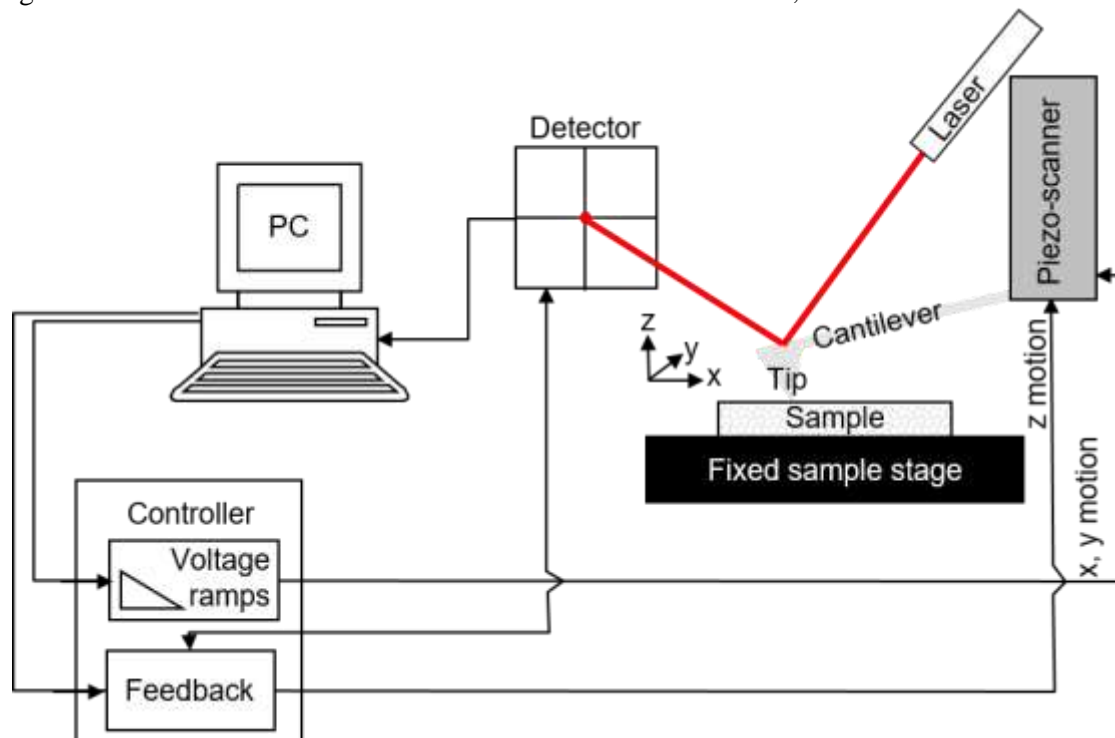 Detector
Laser
Piezo-scanner
PC
Cantilever
z
y
x
Tip
Sample
z motion
Fixed sample stage
x, y motion
Controller
Voltage
ramps
Feedback